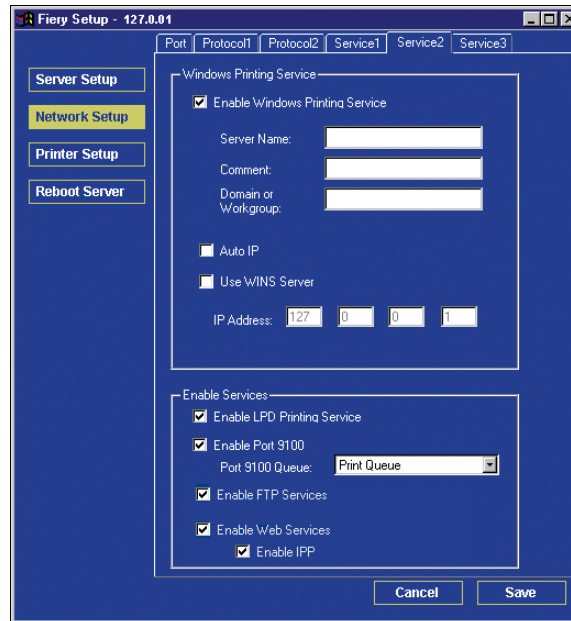 Fiery Setup - 127.0.01
Port Protocol1 Protocol2 Service1 Service2 Service3
Server Setup
Network Setup
Printer Setup
Reboot Server
Windows Printing Service
Enable Windows Printing Service
Server Name:
Comment:
Domain or
Workgroup:
Auto IP
Use WINS Server
IP Address: 127 0 0 1
Enable Services
Enable LPD Printing Service
Enable Port 9100
Port 9100 Queue: Print Queue
Enable FTP Services
Enable Web Services
Enable IPP
Cancel Save